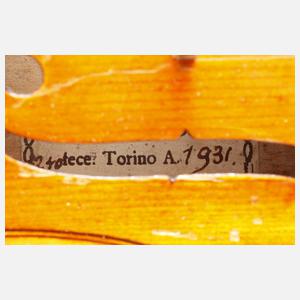 fece: Torino A. 1931.